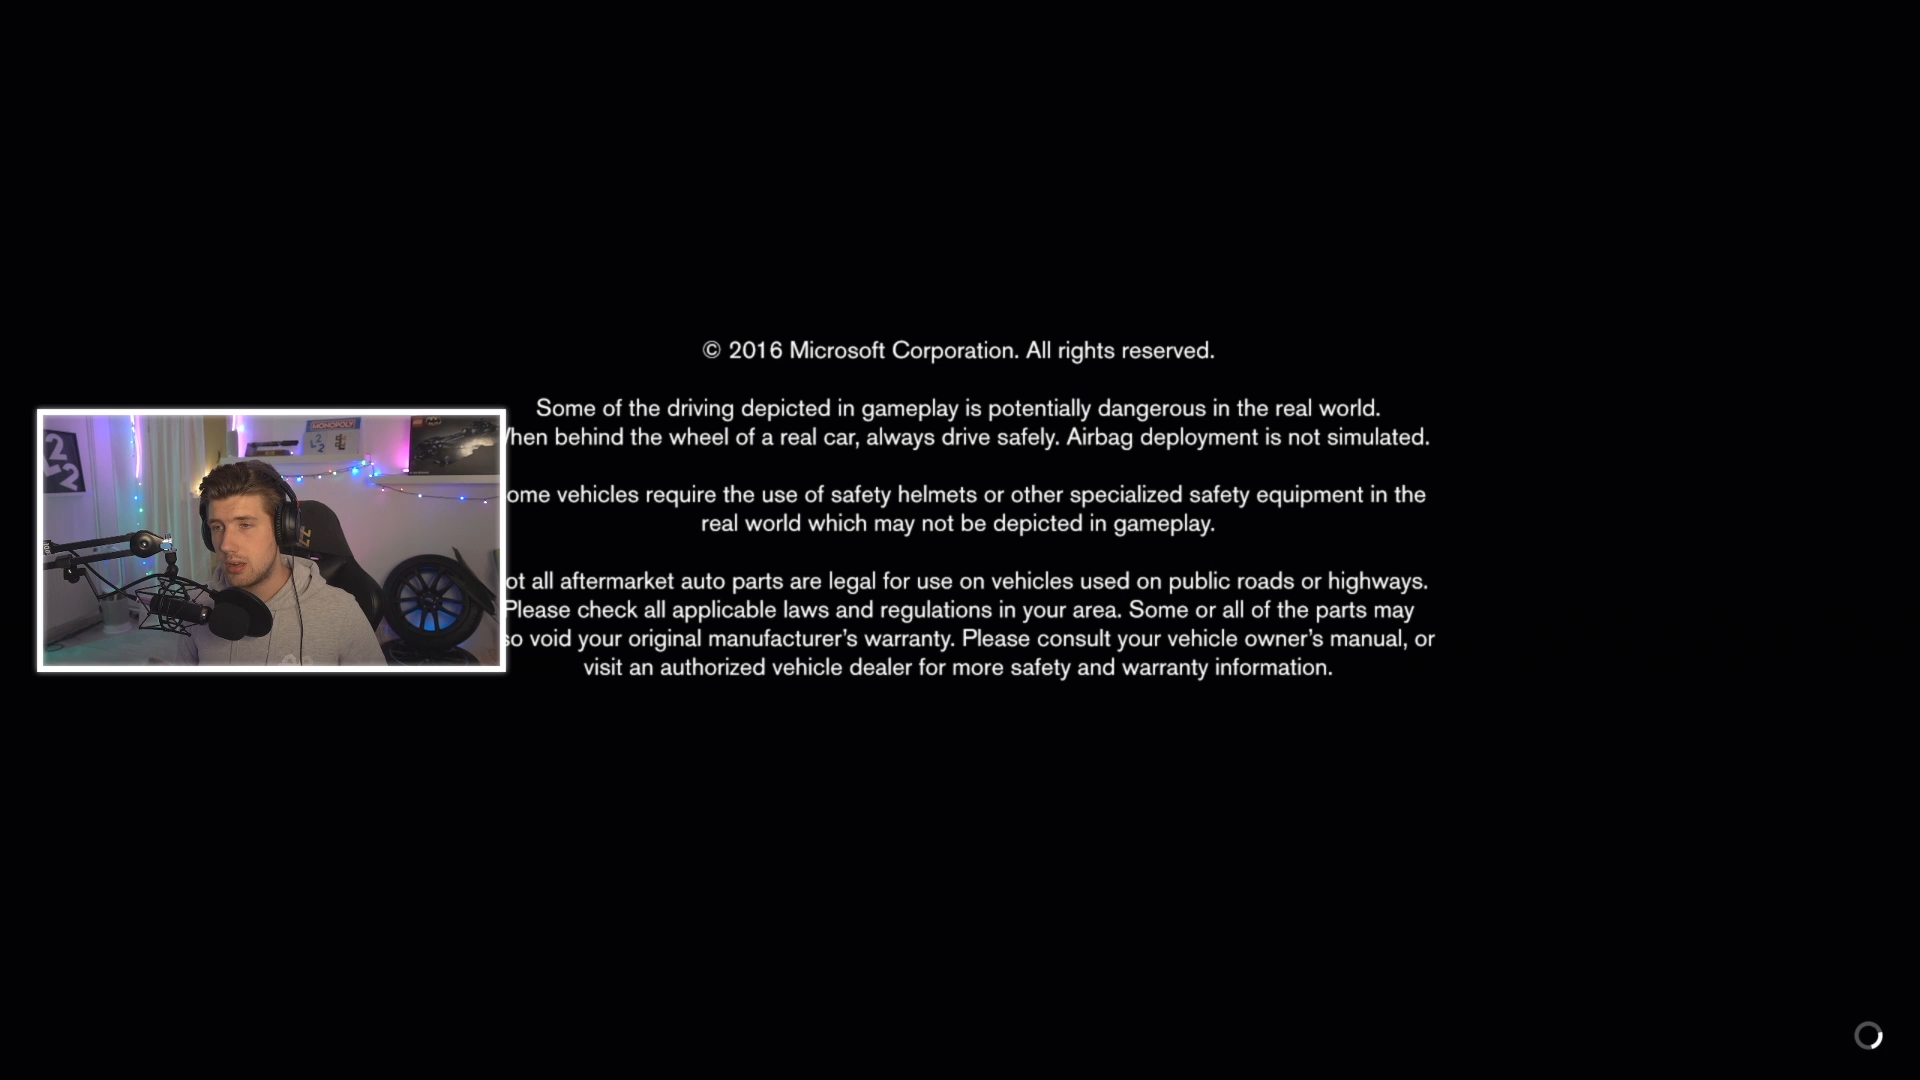 © 2016 Microsoft Corporation. All rights reserved.
Some of the driving depicted in gameplay is potentially dangerous in the real world.
hen behind the wheel of a real car, always drive safely. Airbag deployment is not simulated.
ome vehicles require the use of safety helmets or other specialized safety equipment in the
real world which may not be depicted in gameplay.
ot all aftermarket auto parts are legal for use on vehicles used on public roads or highways.
Please check all applicable laws and regulations in your area. Some or all of the parts may
so void your original manufacturer's warranty. Please consult your vehicle owner's manual, or
visit an authorized vehicle dealer for more safety and warranty information.
MONOPOLY
L22